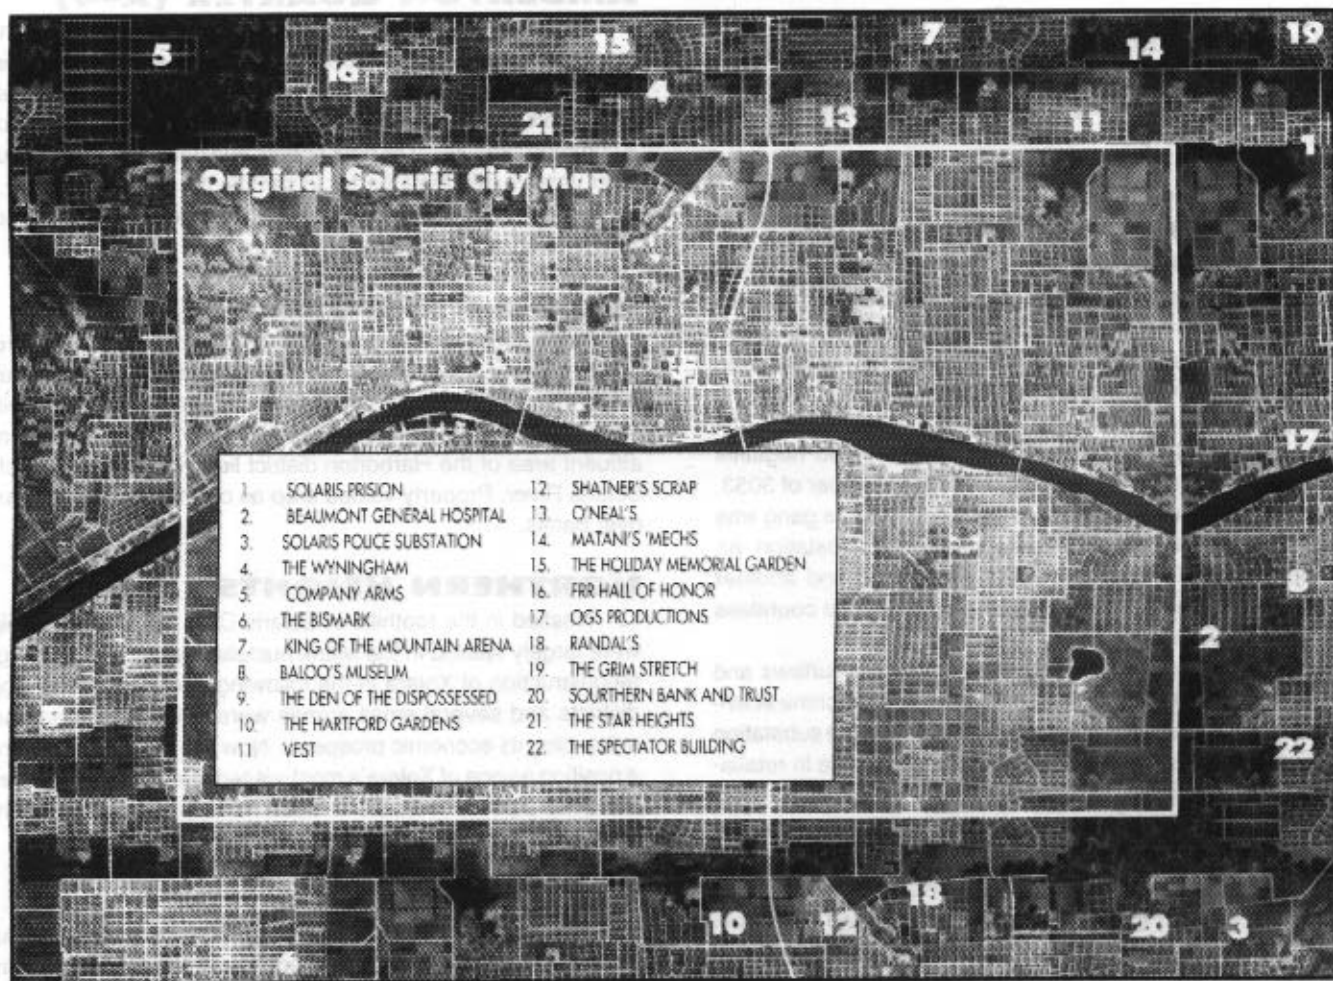 5
15
7
14
19
16
4
21
13
11
1
Original Solaris City Map
17
1. SOLARIS PRISION
2. BEAUMONT GENERAL HOSPITAL
3. SOLARIS POLICE SUBSTATION
4. THE WYNINGHAM
5. COMPANY ARMS
6. THE BISMARK
7. KING OF THE MOUNTAIN ARENA
8. BALOO'S MUSEUM
9. THE DEN OF THE DISPOSSESSED
10. THE HARTFORD GARDENS
11. VEST
12. SHATNER'S SCRAP
13. O'NEAL'S
14. MATANI'S 'MECHS
15. THE HOLIDAY MEMORIAL GARDEN
16. FRR HALL OF HONOR
17. OGS PRODUCTIONS
18. RANDAL'S
19. THE GRIM STRETCH
20. SOURTHERN BANK AND TRUST
21. THE STAR HEIGHTS
22. THE SPECTATOR BUILDING
8
2
9
22
18
10
12
20
3
6